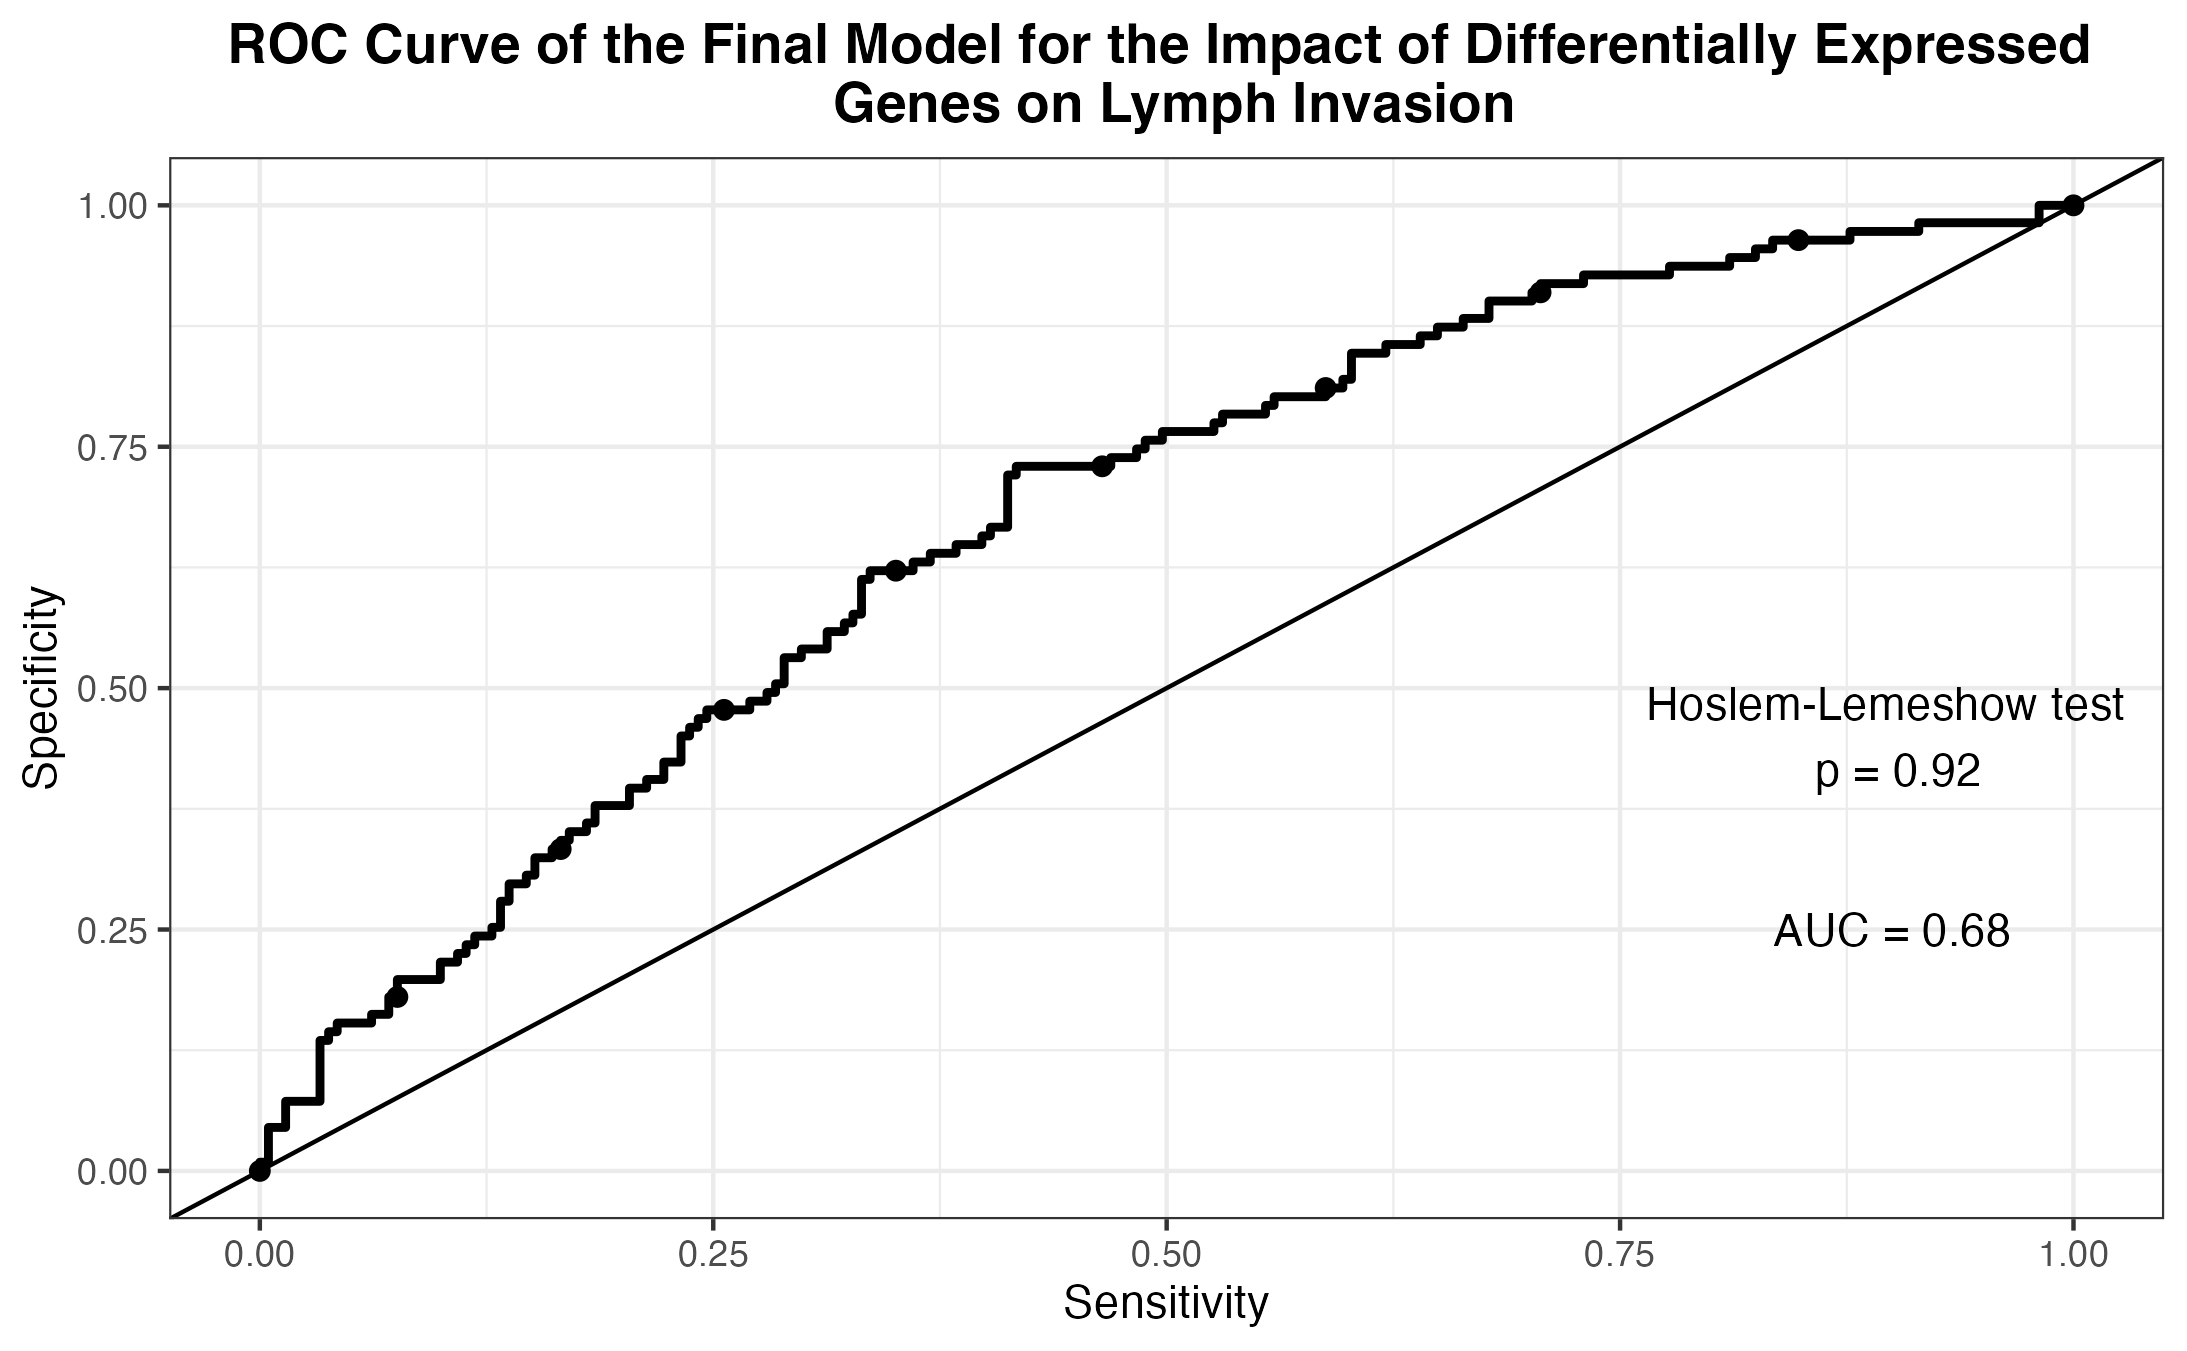 ROC Curve of the Final Model for the Impact of Differentially Expressed
Genes on Lymph Invasion
1.00
0.75
0.50
0.25
0.00
Specificity
Hoslem-Lemeshow test
p = 0.92
AUC = 0.68
0.00 0.25 0.50 0.75 1.00
Sensitivity